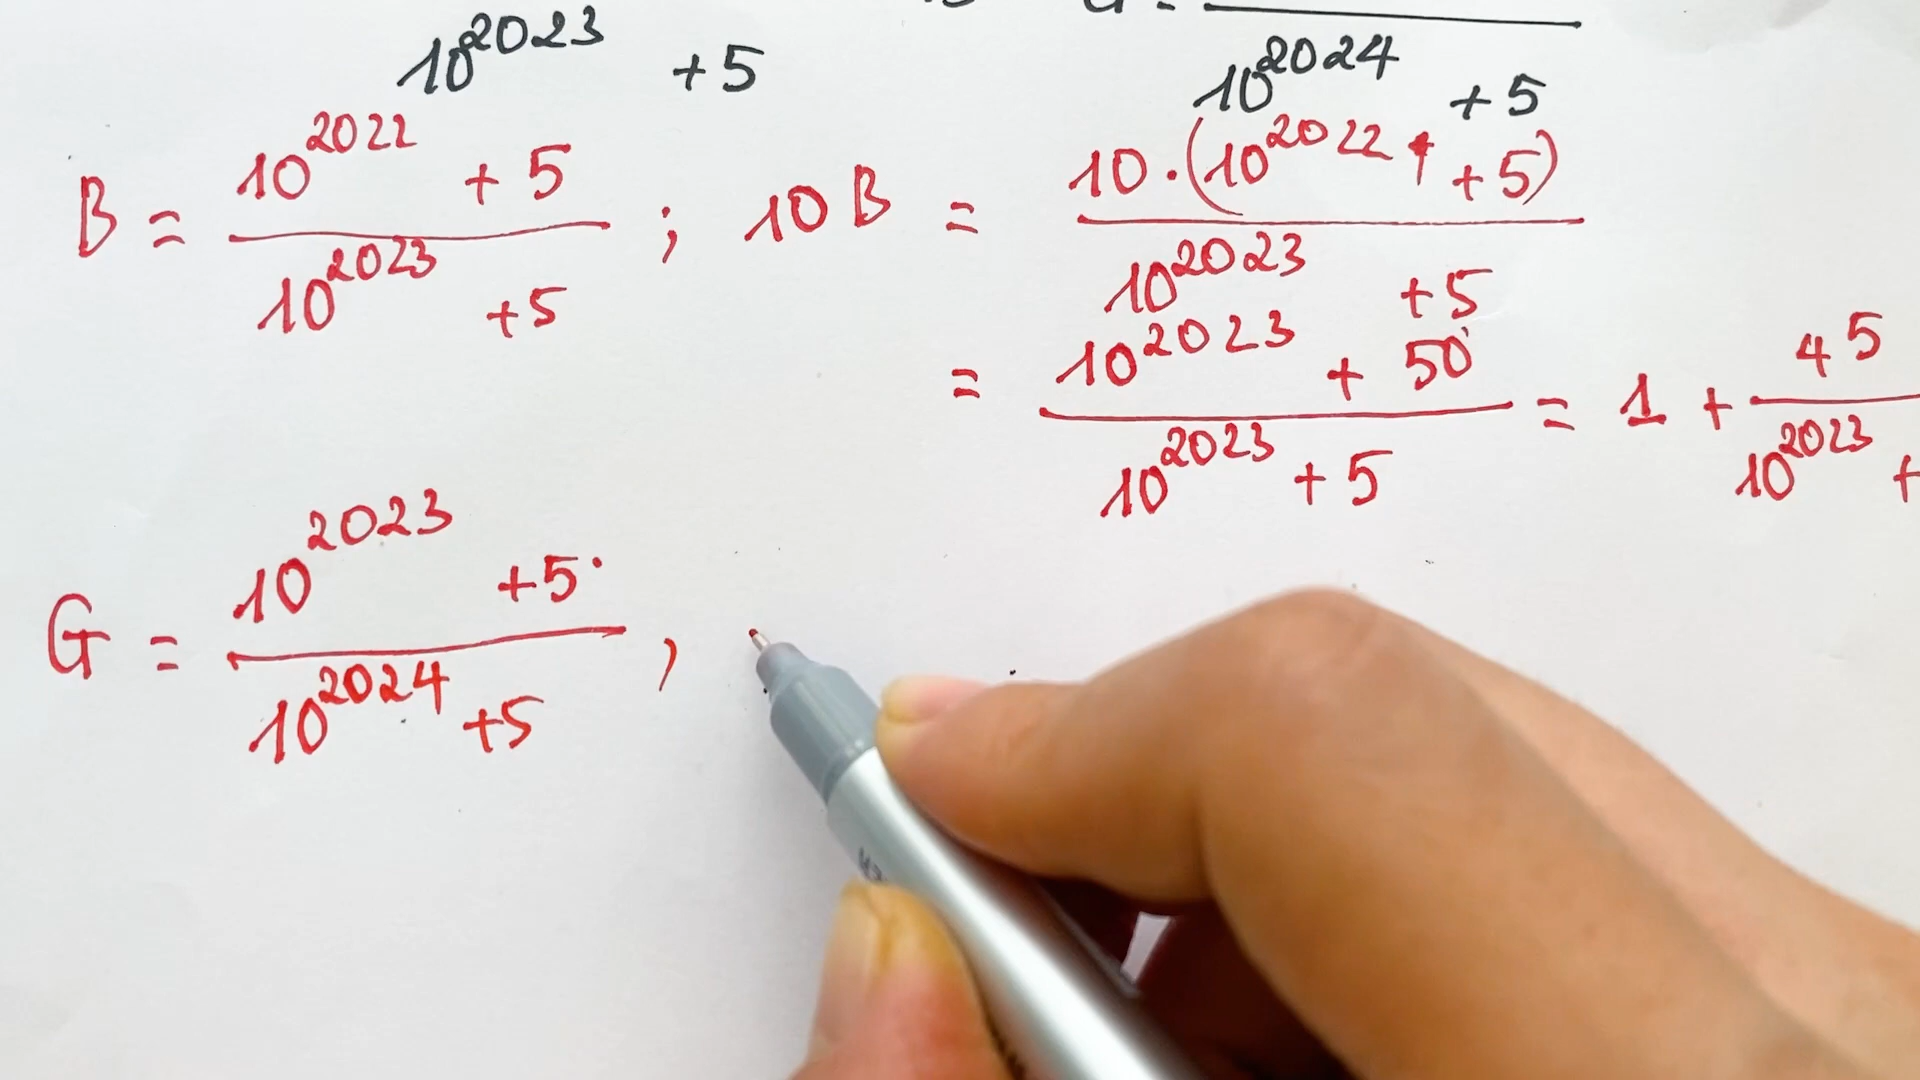 10^2023 + 5
10^2024 + 5
B = (10^2022 + 5) / (10^2023 + 5) ; 10 B = 10.(10^2022 + 5) / (10^2023 + 5)
= (10^2023 + 50) / (10^2023 + 5) = 1 + 45 / (10^2023 +
G = (10^2023 + 5) / (10^2024 + 5) ,